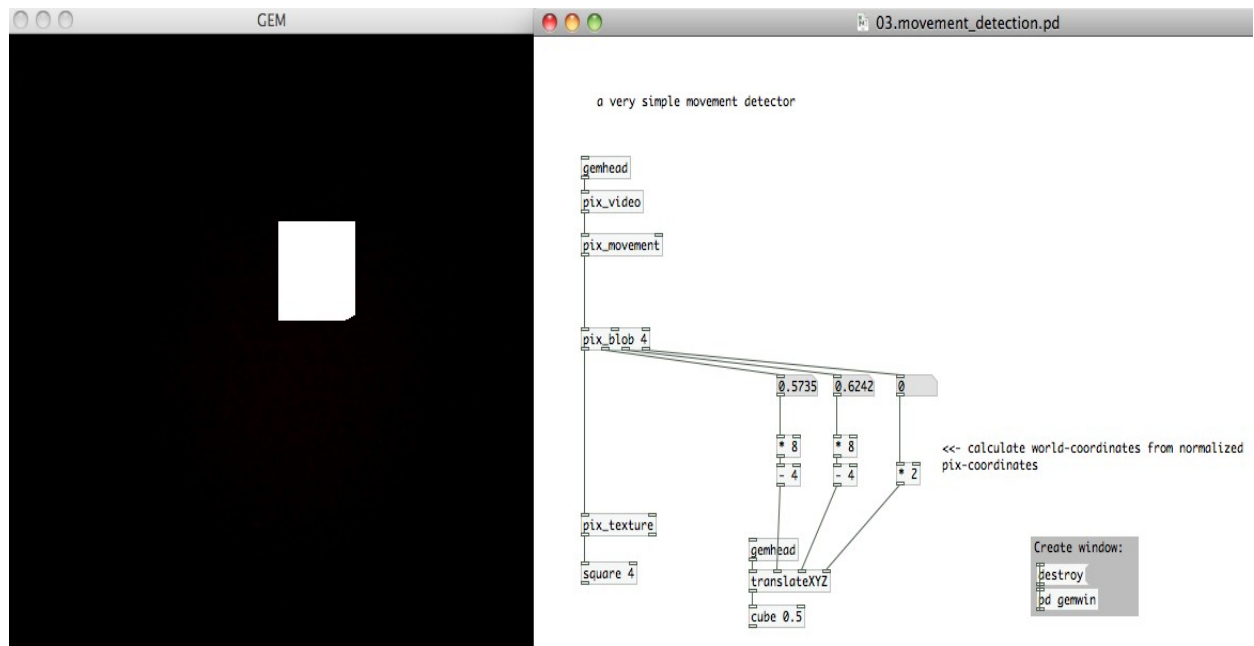 GEM
03.movement_detection.pd
a very simple movement detector
gemhead
pix_video
pix_movement
pix_blob 4
0.5735 0.6242 0
* 8 * 8
- 4 - 4 * 2
<<- calculate world-coordinates from normalized
pix-coordinates
pix_texture
square 4
gemhead
translateXYZ
cube 0.5
Create window:
destroy
pd gemwin